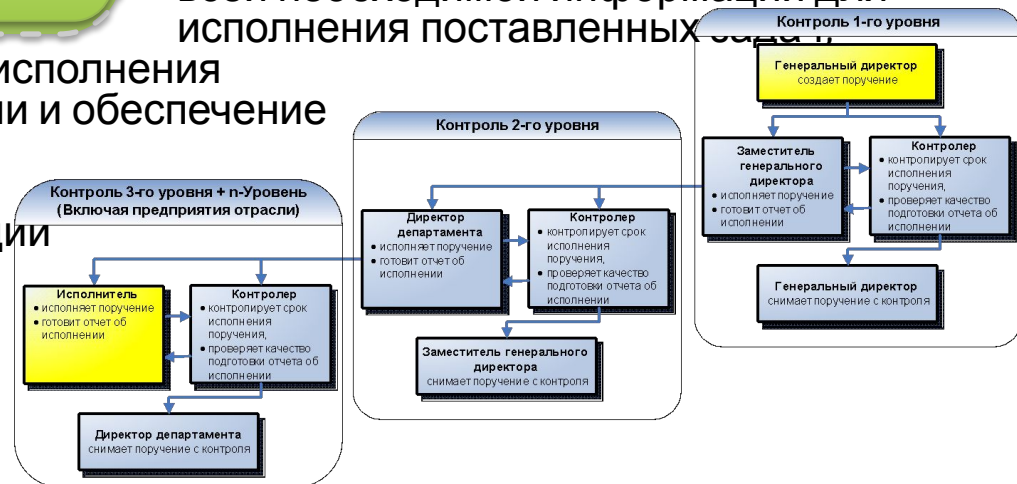 исполнения поставленных
исполнения
и обеспечение
Контроль 1-го уровня
Генеральный директор
создает поручение
Заместитель
генерального
директора
• исполняет поручение
• готовит отчет об
исполнении
Контролер
• контролирует срок
исполнения
поручения,
• проверяет качество
подготовки отчета об
исполнении
Генеральный директор
снимает поручение с контроля
Контроль 2-го уровня
Директор
департамента
• исполняет поручение
• готовит отчет об
исполнении
Контролер
• контролирует срок
исполнения
поручения,
• проверяет качество
подготовки отчета об
исполнении
Заместитель генерального
директора
снимает поручение с контроля
Контроль 3-го уровня + n-Уровень
(Включая предприятия отрасли)
Исполнитель
• исполняет поручение
• готовит отчет об
исполнении
Контролер
• контролирует срок
исполнения
поручения,
• проверяет качество
подготовки отчета об
исполнении
Директор департамента
снимает поручение с контроля